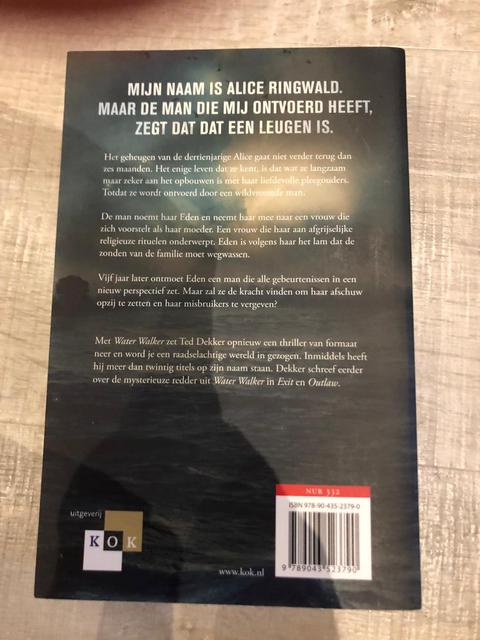 MIJN NAAM IS ALICE RINGWALD.
MAAR DE MAN DIE MIJ ONTVOERD HEEFT,
ZEGT DAT DAT EEN LEUGEN IS.
Het geheugen van de dertienjarige Alice gaat niet verder terug dan
zes maanden. Het enige leven dat ze kent, is dat wat ze langzaam
maar zeker aan het opbouwen is met haar liefdevolle pleegouders.
Totdat ze wordt ontvoerd door een wildvreemde man.
De man noemt haar Eden en neemt haar mee naar een vrouw die
zich voorstelt als haar moeder. Een vrouw die haar aan afgrijselijke
religieuze rituelen onderwerpt. Eden is volgens haar het lam dat de
zonden van de familie moet wegwassen.
Vijf jaar later ontmoet Eden een man die alle gebeurtenissen in een
nieuw perspectief zet. Maar zal ze de kracht vinden om haar afschuw
opzij te zetten en haar misbruikers te vergeven?
Met Water Walker zet Ted Dekker opnieuw een thriller van formaat
neer en word je een raadselachtige wereld in gezogen. Inmiddels heeft
hij meer dan twintig titels op zijn naam staan. Dekker schreef eerder
over de mysterieuze redder uit Water Walker in Exit en Outlaw.
NUR 332
ISBN 978-90-435-2379-0
9 789043 523790
uitgeverij
KOK
www.kok.nl